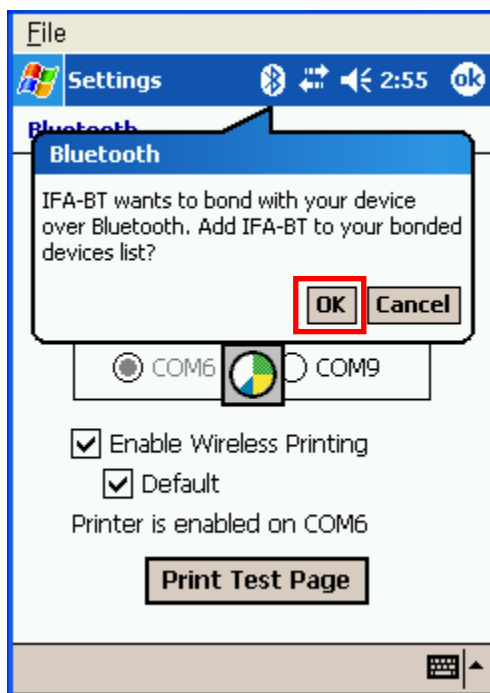 File
Settings 2:55 ok
Bluetooth
Bluetooth
IFA-BT wants to bond with your device
over Bluetooth. Add IFA-BT to your bonded
devices list?
OK Cancel
COM6 COM9
Enable Wireless Printing
Default
Printer is enabled on COM6
Print Test Page